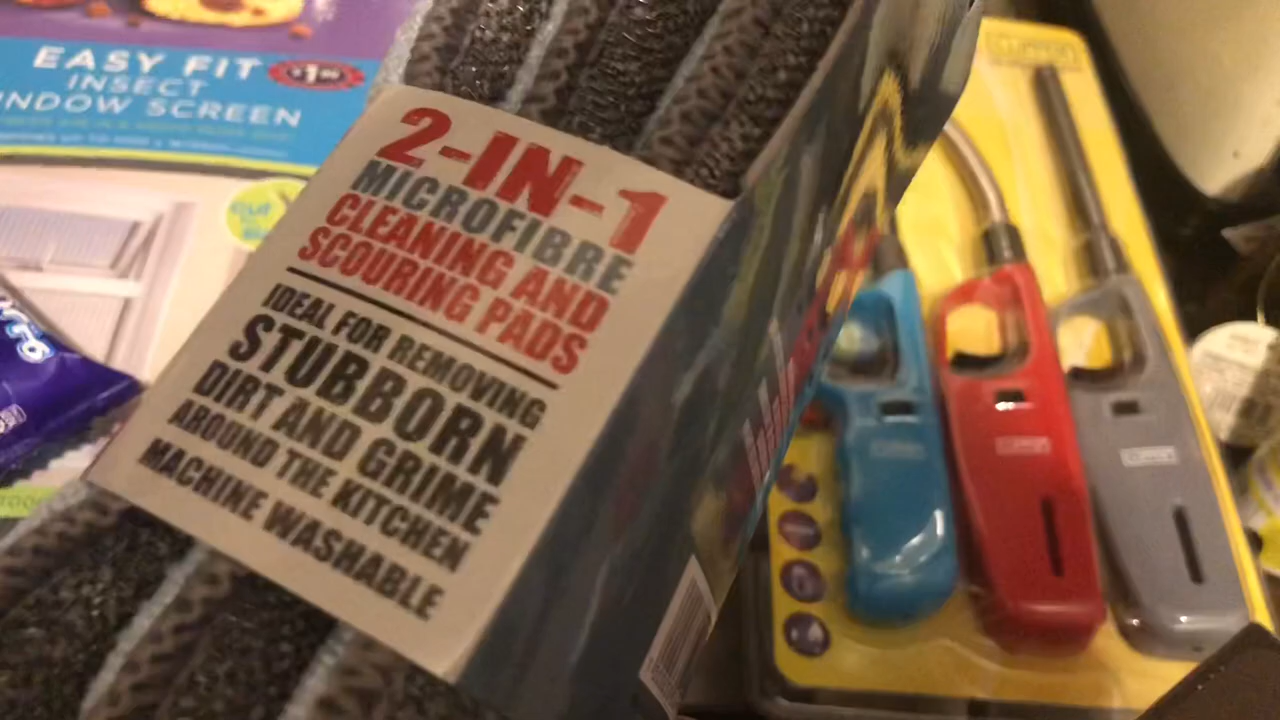 EASY FIT
INSECT
WINDOW SCREEN
2-IN-1
MICROFIBRE
CLEANING AND
SCOURING PADS
IDEAL FOR REMOVING
STUBBORN
DIRT AND GRIME
AROUND THE KITCHEN
MACHINE WASHABLE